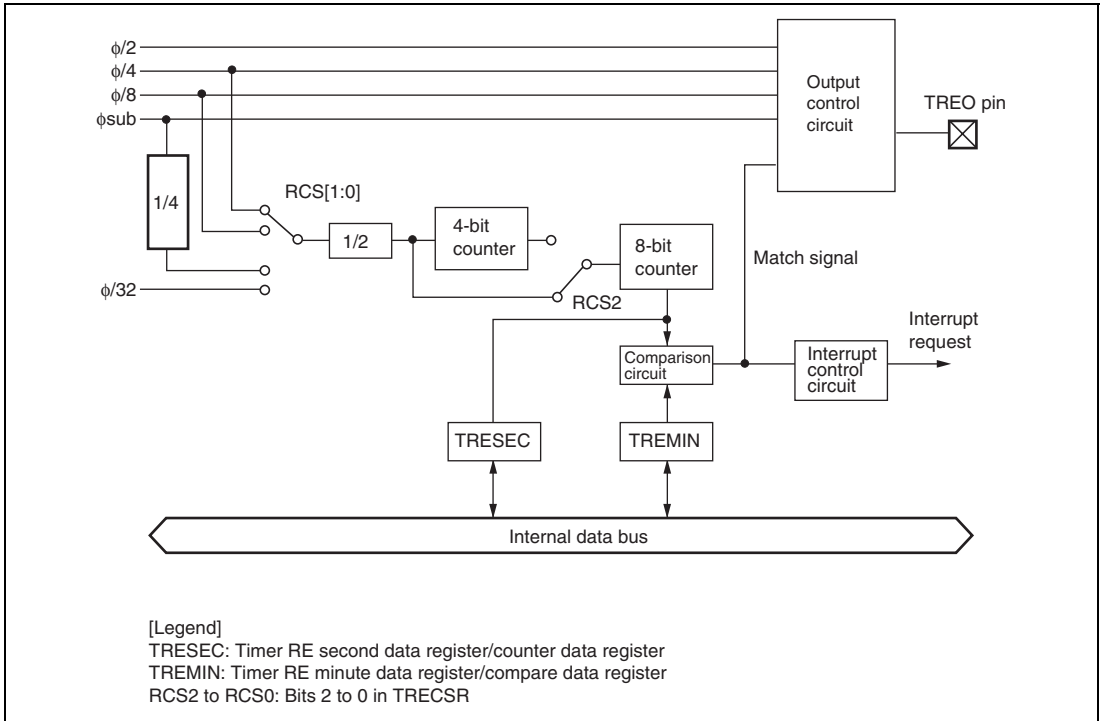 φ/2
φ/4
φ/8
φsub
Output
control
circuit
TREO pin
1/4
RCS[1:0]
1/2
4-bit
counter
8-bit
counter
RCS2
Match signal
φ/32
Comparison
circuit
Interrupt
control
circuit
Interrupt
request
TRESEC
TREMIN
Internal data bus
[Legend]
TRESEC: Timer RE second data register/counter data register
TREMIN: Timer RE minute data register/compare data register
RCS2 to RCS0: Bits 2 to 0 in TRECSR